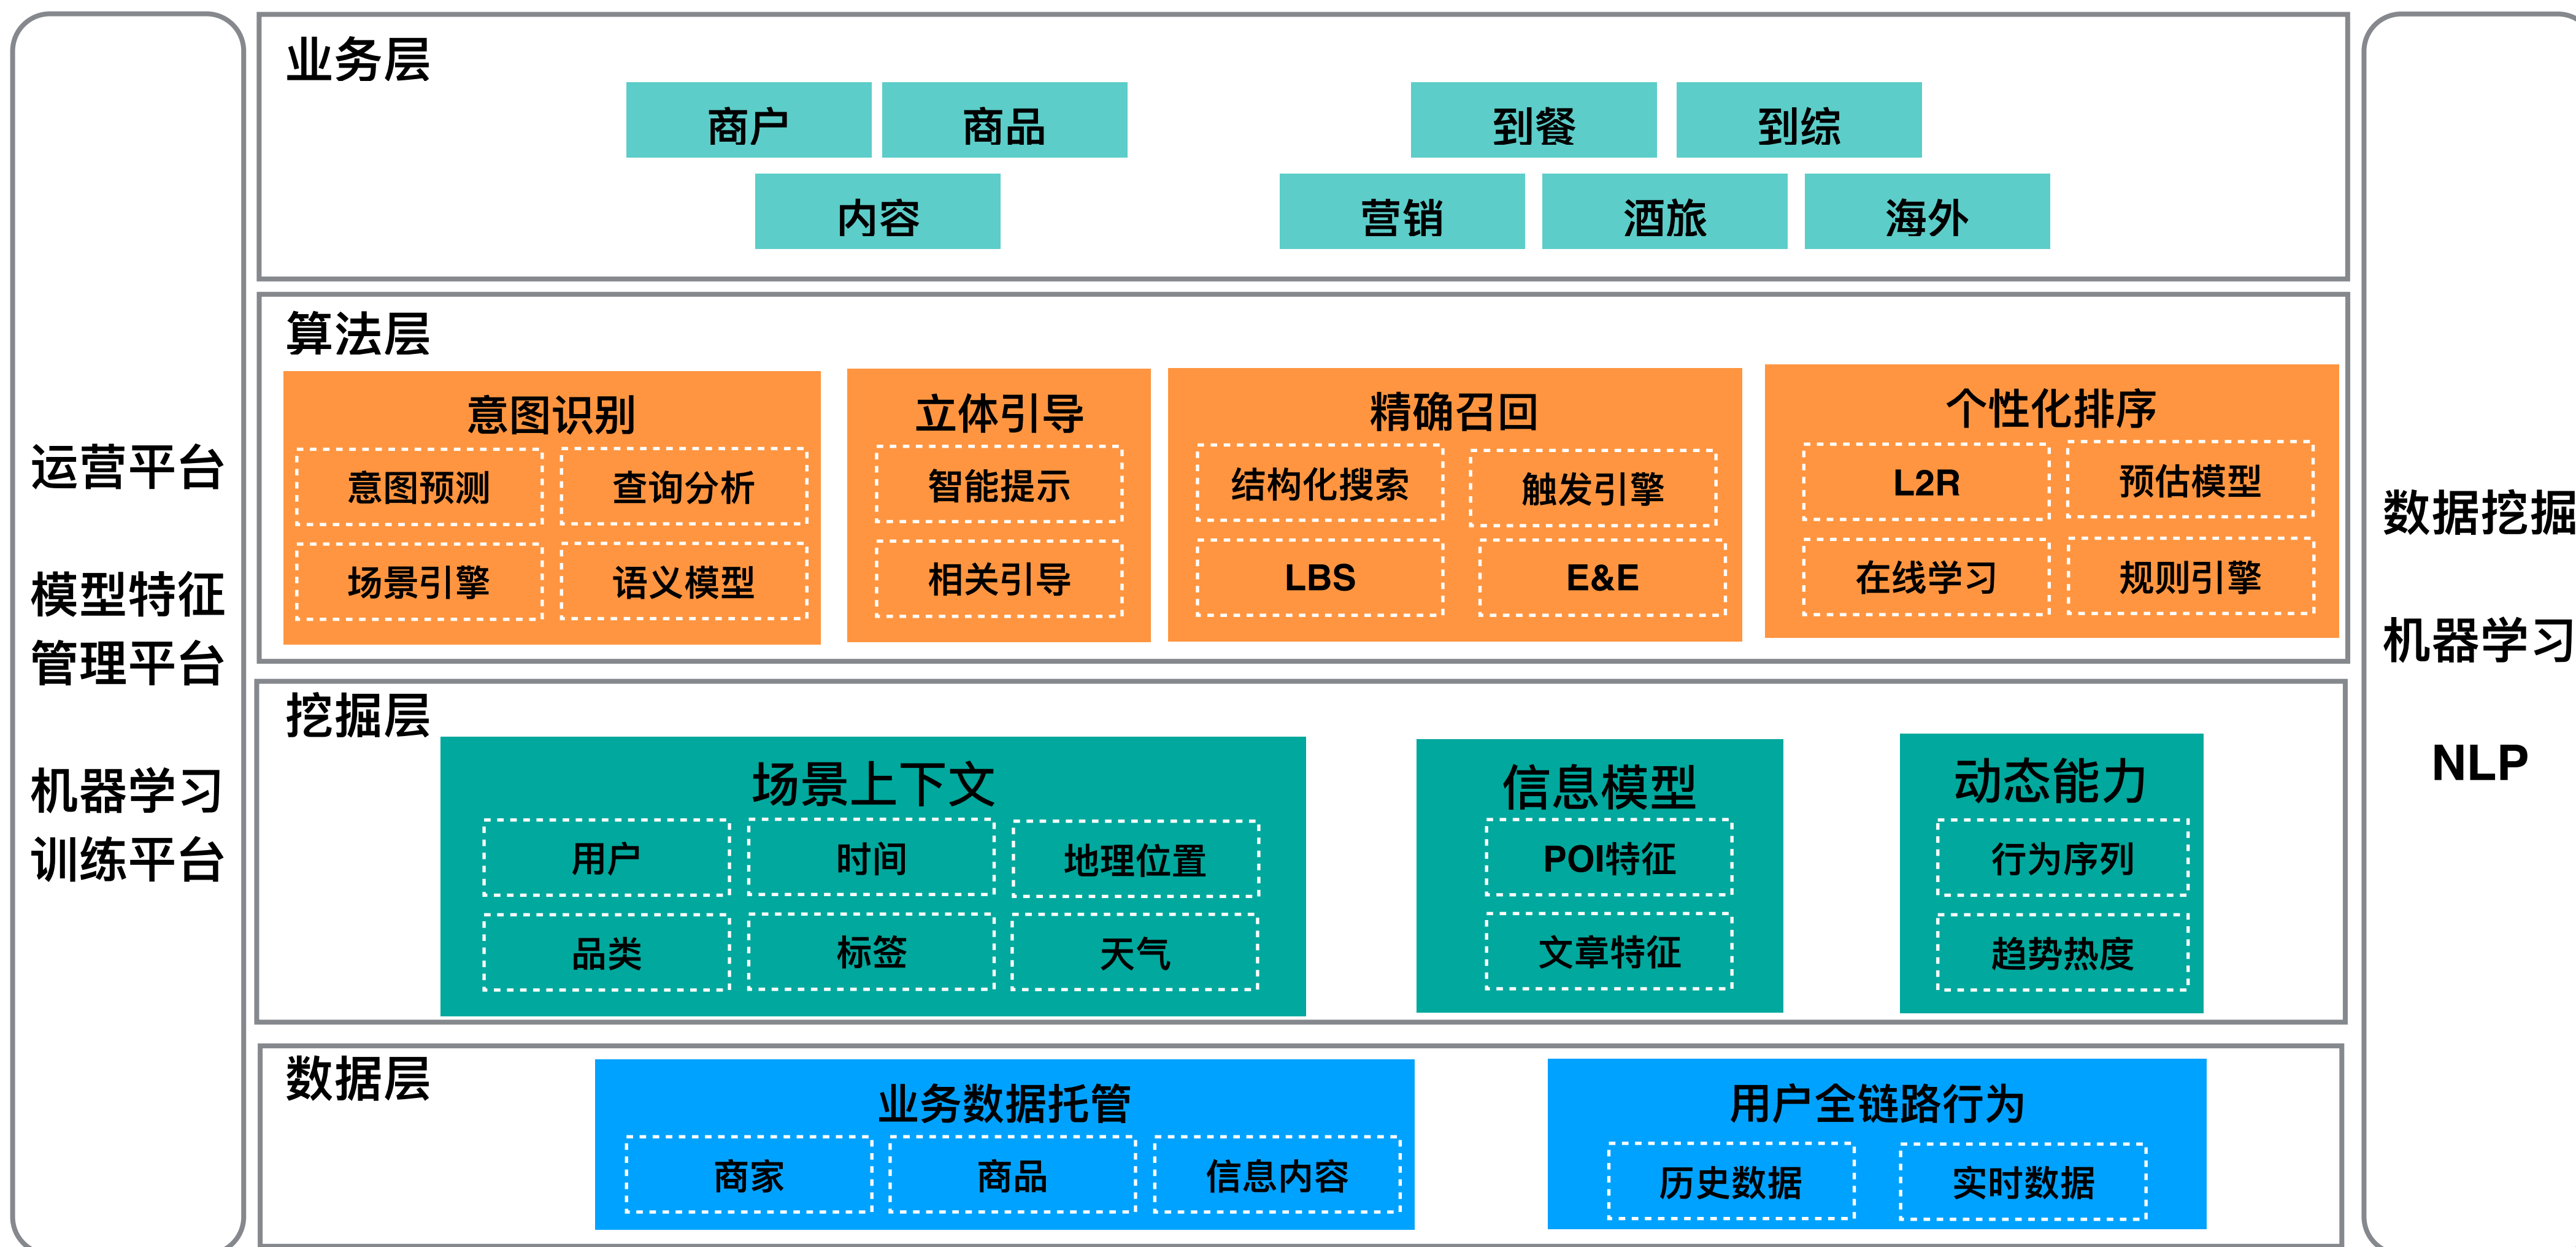 运营平台
模型特征
管理平台
机器学习
训练平台
业务层
商户
商品
内容
到餐
到综
营销
酒旅
海外
算法层
意图识别
意图预测
查询分析
场景引擎
语义模型
立体引导
智能提示
相关引导
精确召回
结构化搜索
触发引擎
LBS
E&E
个性化排序
L2R
预估模型
在线学习
规则引擎
挖掘层
场景上下文
用户
时间
地理位置
品类
标签
天气
信息模型
POI特征
文章特征
动态能力
行为序列
趋势热度
数据层
业务数据托管
商家
商品
信息内容
用户全链路行为
历史数据
实时数据
数据挖掘
机器学习
NLP